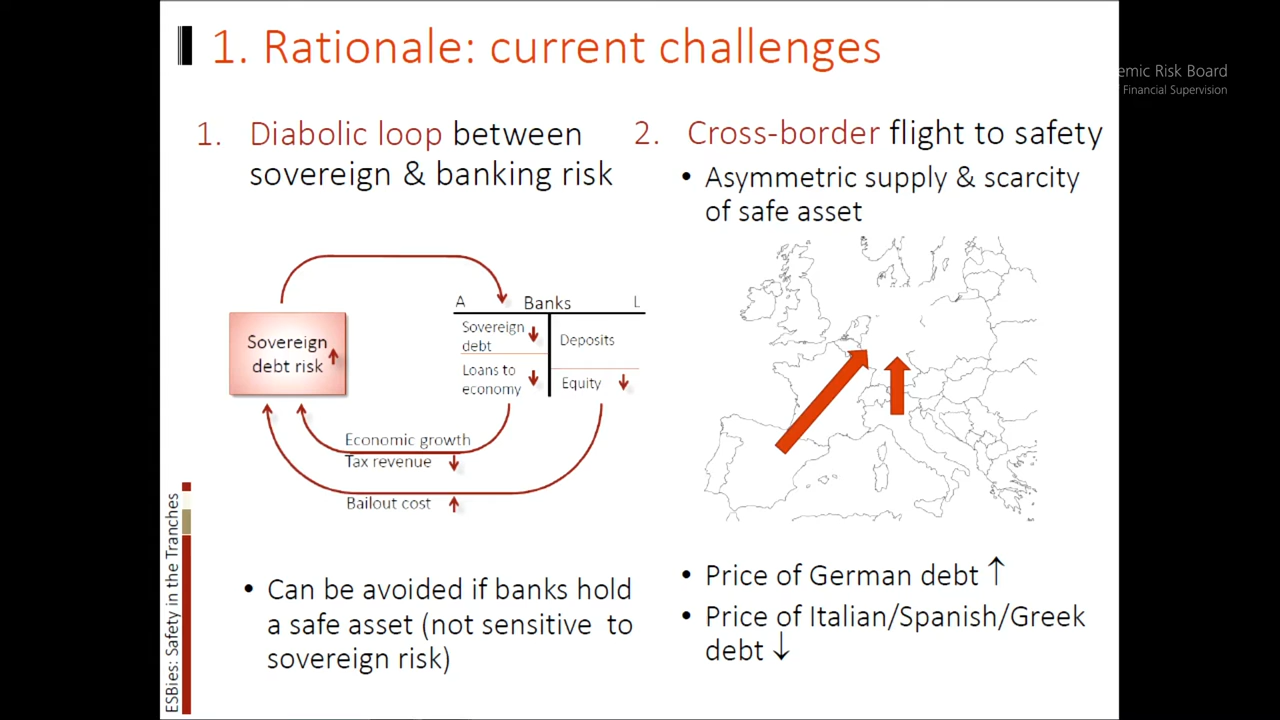 1. Rationale: current challenges
emic Risk Board
Financial Supervision
1. Diabolic loop between
sovereign & banking risk
Sovereign
debt risk ↑
A Banks L
Sovereign
debt ↓
Deposits
Loans to
economy ↓
Equity ↓
Economic growth
Tax revenue ↓
Bailout cost ↑
• Can be avoided if banks hold
a safe asset (not sensitive to
sovereign risk)
2. Cross-border flight to safety
• Asymmetric supply & scarcity
of safe asset
• Price of German debt ↑
• Price of Italian/Spanish/Greek
debt ↓
ESBies: Safety in the Tranches